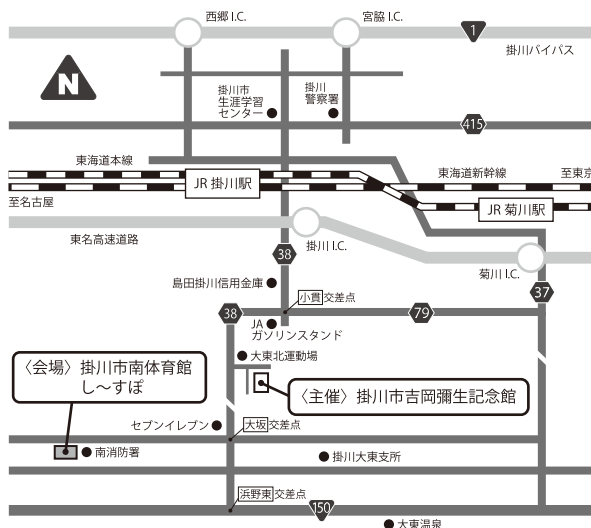 西郷 I.C.
宮脇 I.C.
1
掛川バイパス
N
掛川市
生涯学習
センター
掛川
警察署
415
東海道本線
JR 掛川駅
東海道新幹線
至東京
至名古屋
JR 菊川駅
東名高速道路
掛川 I.C.
菊川 I.C.
38
島田掛川信用金庫
37
小貫交差点
38
79
JA
ガソリンスタンド
大東北運動場
〈会場〉掛川市南体育館
し～すぽ
〈主催〉掛川市吉岡彌生記念館
セブンイレブン
大坂交差点
南消防署
掛川大東支所
浜野東交差点
150
大東温泉